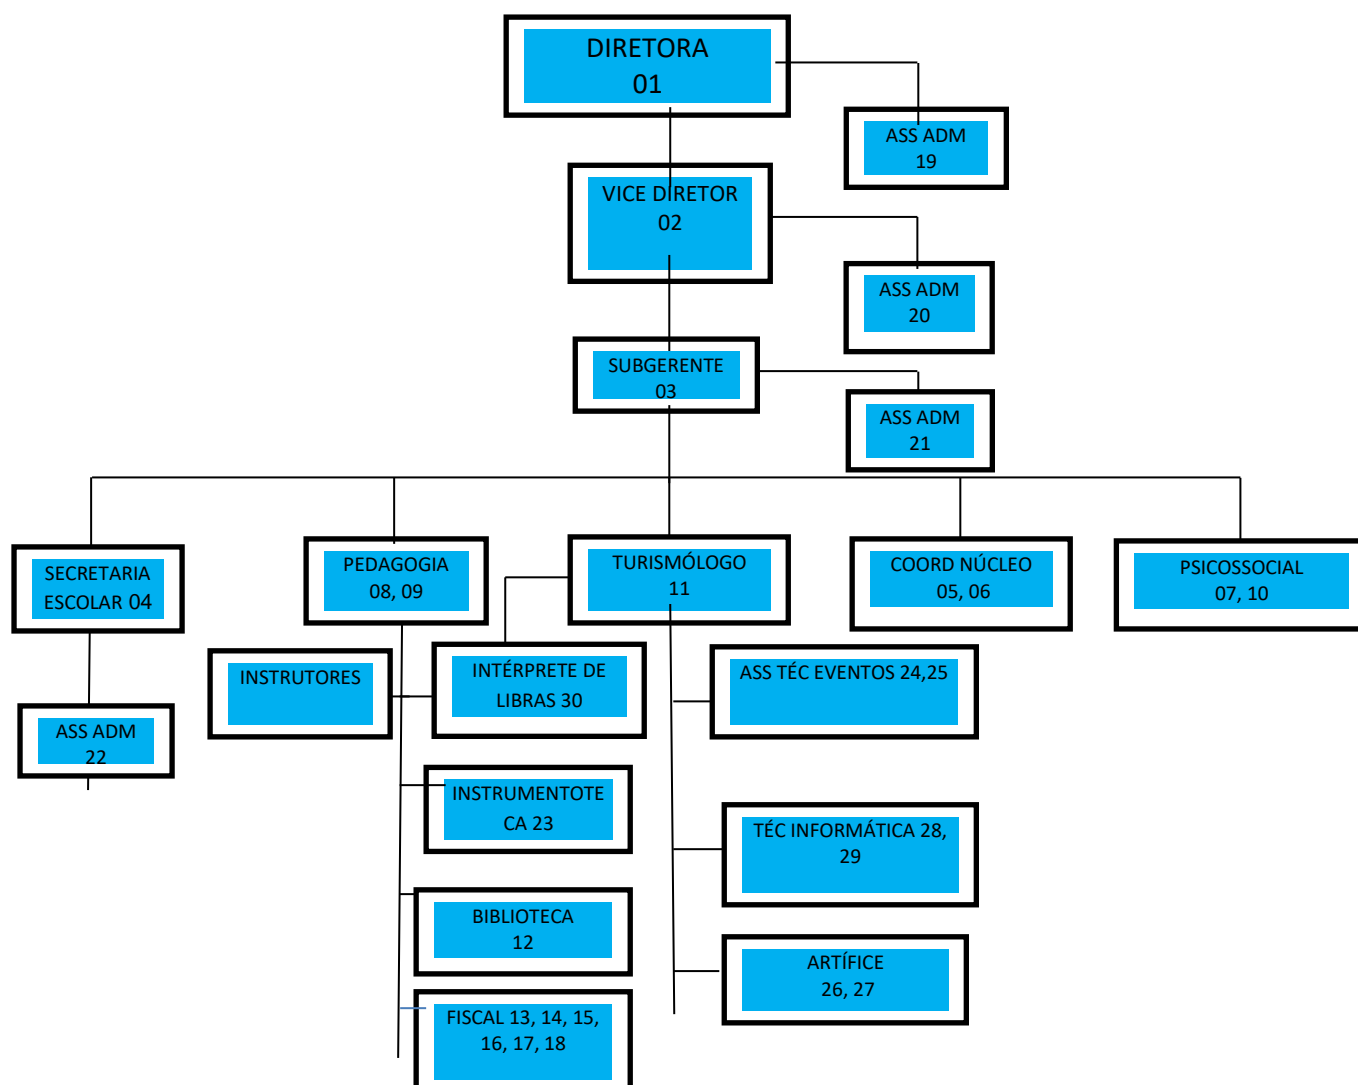 DIRETORA
01
ASS ADM
19
VICE DIRETOR
02
ASS ADM
20
SUBGERENTE
03
ASS ADM
21
SECRETARIA
ESCOLAR 04
PEDAGOGIA
08, 09
TURISMÓLOGO
11
COORD NÚCLEO
05, 06
PSICOSSOCIAL
07, 10
ASS ADM
22
INSTRUTORES
INTÉRPRETE DE
LIBRAS 30
ASS TÉC EVENTOS 24,25
INSTRUMENTOTE
CA 23
TÉC INFORMÁTICA 28,
29
BIBLIOTECA
12
ARTÍFICE
26, 27
FISCAL 13, 14, 15,
16, 17, 18